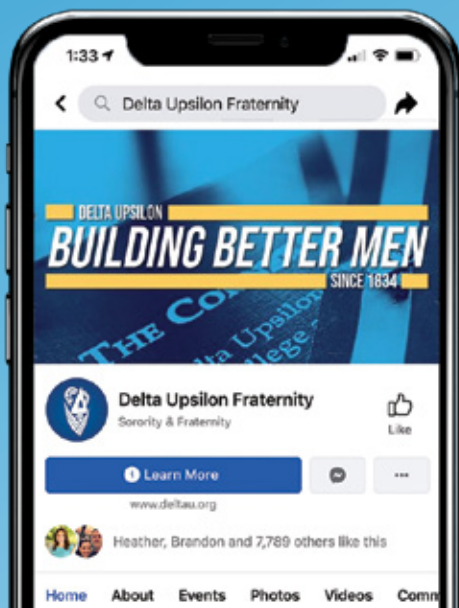 1:33
Delta Upsilon Fraternity
DELTA UPSILON
BUILDING BETTER MEN
SINCE 1834
THE CO
Delta Upsilon
College
Delta Upsilon Fraternity
Sorority & Fraternity
Like
Learn More
www.deltau.org
Heather, Brandon and 7,789 others like this
Home About Events Photos Videos Comm